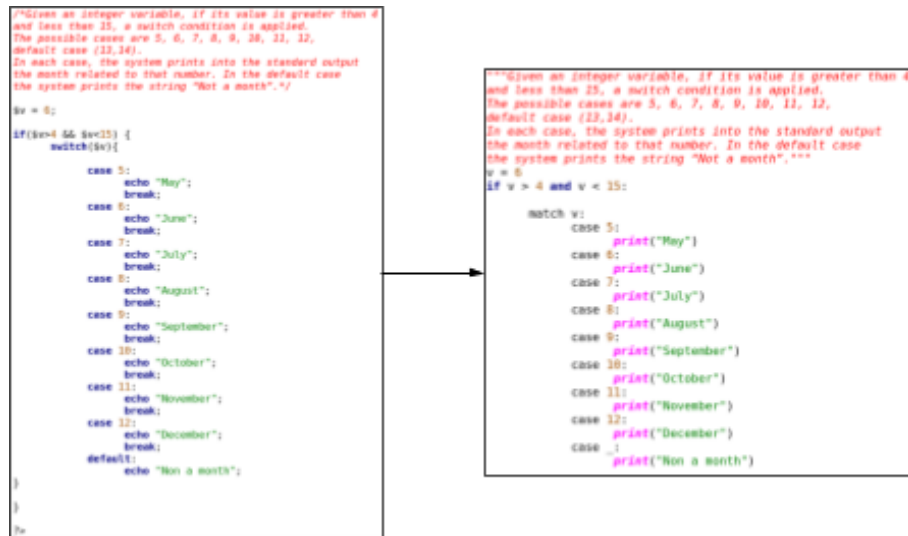 /*Given an integer variable, if its value is greater than 4
and less than 15, a switch condition is applied.
The possible cases are 5, 6, 7, 8, 9, 10, 11, 12,
default case (13,14).
In each case, the system prints into the standard output
the month related to that number. In the default case
the system prints the string "Not a month".*/
$v = 6;
if($v>4 && $v<15) {
switch($v){
case 5:
echo "May";
break;
case 6:
echo "June";
break;
case 7:
echo "July";
break;
case 8:
echo "August";
break;
case 9:
echo "September";
break;
case 10:
echo "October";
break;
case 11:
echo "November";
break;
case 12:
echo "December";
break;
default:
echo "Non a month";
}
}
?>
"""Given an integer variable, if its value is greater than 4
and less than 15, a switch condition is applied.
The possible cases are 5, 6, 7, 8, 9, 10, 11, 12,
default case (13,14).
In each case, the system prints into the standard output
the month related to that number. In the default case
the system prints the string "Not a month"."""
v = 6
if v > 4 and v < 15:
match v:
case 5:
print("May")
case 6:
print("June")
case 7:
print("July")
case 8:
print("August")
case 9:
print("September")
case 10:
print("October")
case 11:
print("November")
case 12:
print("December")
case _:
print("Non a month")